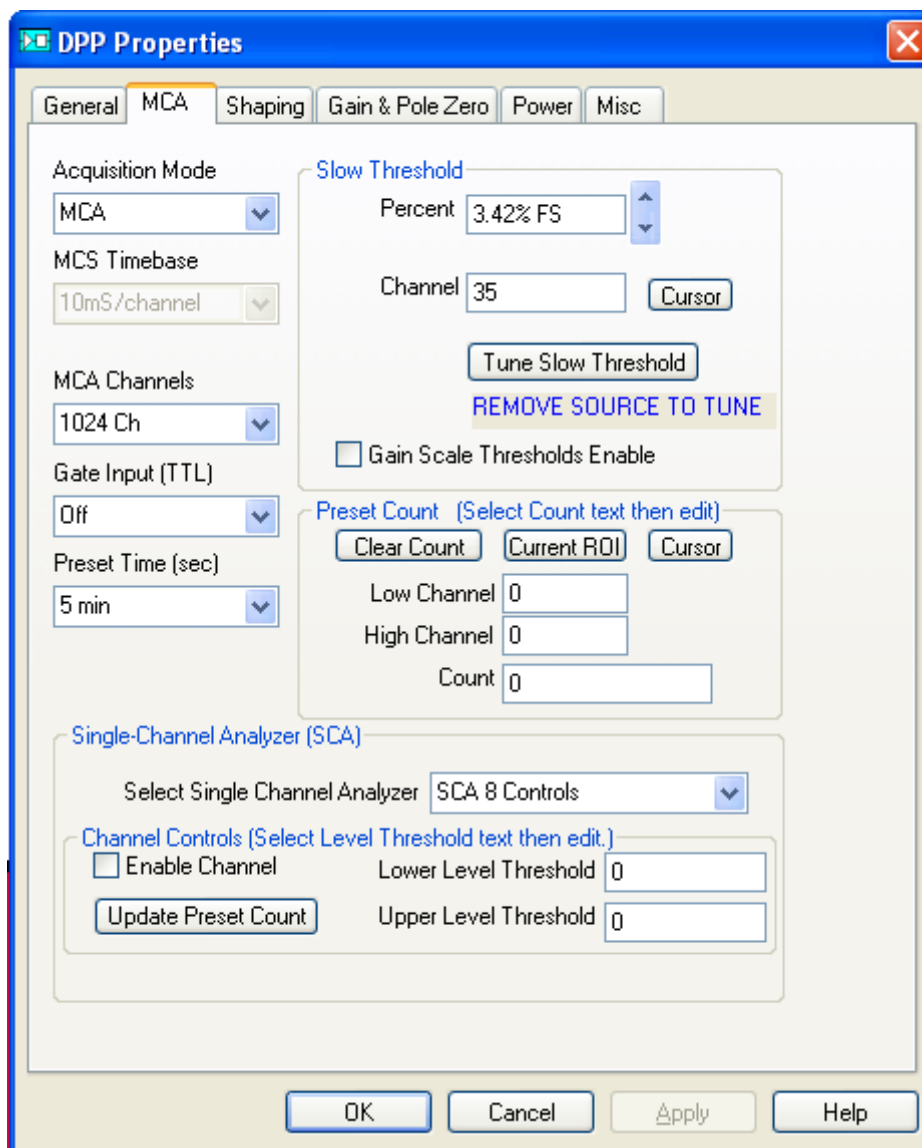 DPP Properties
General MCA Shaping Gain & Pole Zero Power Misc
Acquisition Mode
MCA
MCS Timebase
10mS/channel
MCA Channels
1024 Ch
Gate Input (TTL)
Off
Preset Time (sec)
5 min
Slow Threshold
Percent 3.42% FS
Channel 35 Cursor
Tune Slow Threshold
REMOVE SOURCE TO TUNE
Gain Scale Thresholds Enable
Preset Count (Select Count text then edit)
Clear Count Current ROI Cursor
Low Channel 0
High Channel 0
Count 0
Single-Channel Analyzer (SCA)
Select Single Channel Analyzer SCA 8 Controls
Channel Controls (Select Level Threshold text then edit.)
Enable Channel Lower Level Threshold 0
Update Preset Count Upper Level Threshold 0
OK Cancel Apply Help